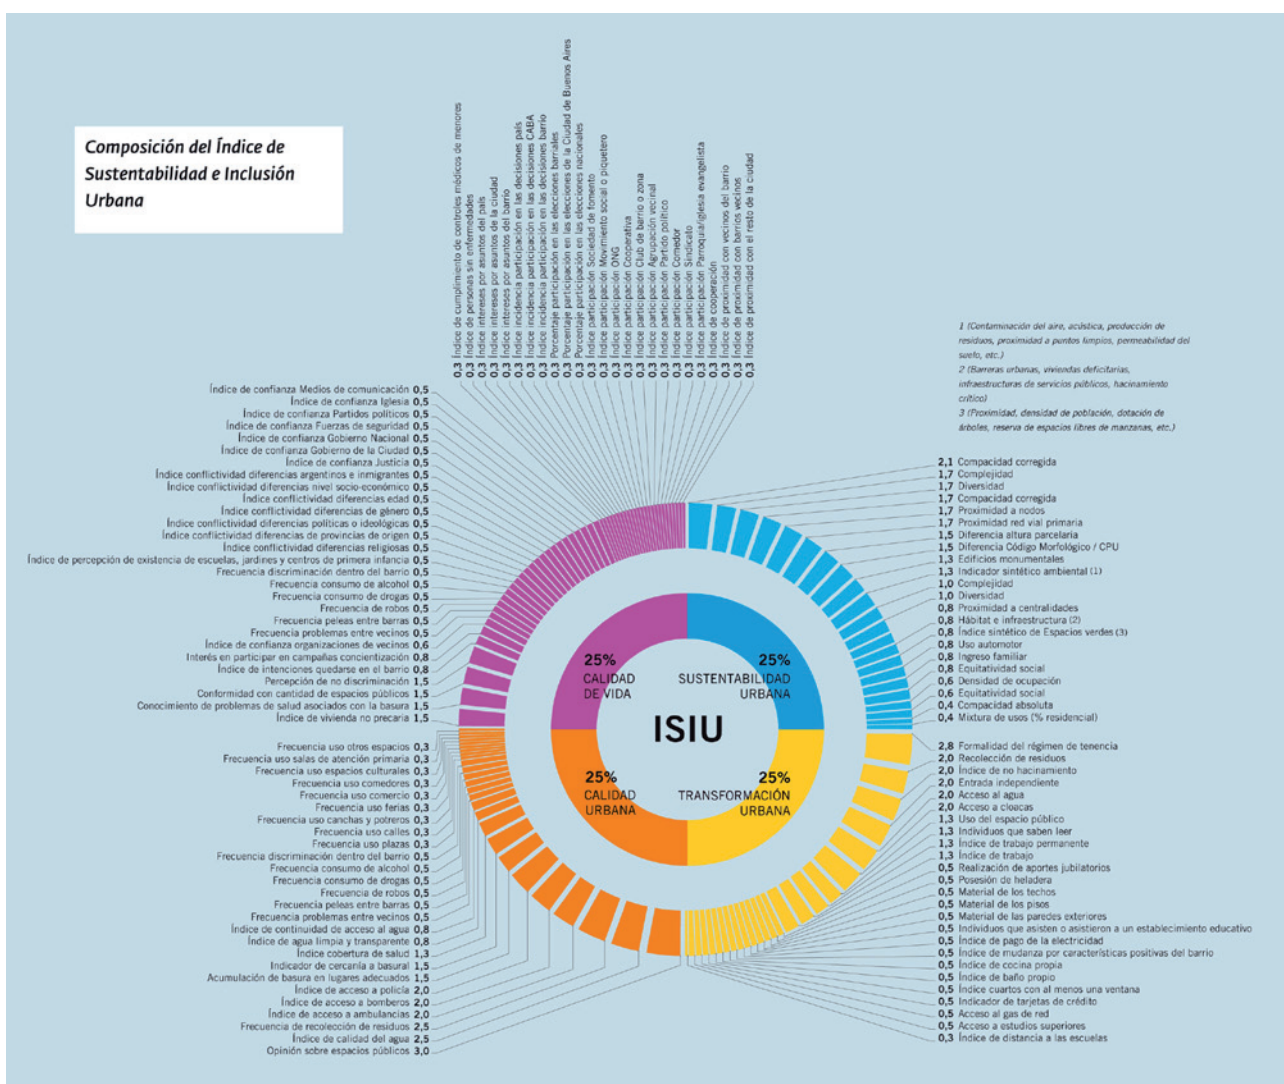 Composición del Índice de
Sustentabilidad e Inclusión
Urbana
0,3 Índice de cumplimiento de controles médicos de menores
0,3 Índice de personas sin enfermedades
0,3 Índice intereses por asuntos del país
0,3 Índice intereses por asuntos de la ciudad
0,3 Índice intereses por asuntos del barrio
0,3 Índice incidencia participación en las decisiones país
0,3 Índice incidencia participación en las decisiones CABA
0,3 Índice incidencia participación en las decisiones barrio
0,3 Porcentaje participación en las elecciones barriales
0,3 Porcentaje participación en las elecciones de la Ciudad de Buenos Aires
0,3 Porcentaje participación en las elecciones nacionales
0,3 Índice participación Sociedad de fomento
0,3 Índice participación Movimiento social o piquetero
0,3 Índice participación ONG
0,3 Índice participación Cooperativa
0,3 Índice participación Club de barrio o zona
0,3 Índice participación Agrupación vecinal
0,3 Índice participación Partido político
0,3 Índice participación Comedor
0,3 Índice participación Sindicato
0,3 Índice participación Parroquia/iglesia evangelista
0,3 Índice de cooperación
0,3 Índice de proximidad con vecinos del barrio
0,3 Índice de proximidad con barrios vecinos
0,3 Índice de proximidad con el resto de la ciudad
1 (Contaminación del aire, acústica, producción de
residuos, proximidad a puntos limpios, permeabilidad del
suelo, etc.)
2 (Barreras urbanas, viviendas deficitarias,
infraestructuras de servicios públicos, hacinamiento
crítico)
3 (Proximidad, densidad de población, dotación de
árboles, reserva de espacios libres de manzanas, etc.)
Índice de confianza Medios de comunicación 0,5
Índice de confianza Iglesia 0,5
Índice de confianza Partidos políticos 0,5
Índice de confianza Fuerzas de seguridad 0,5
Índice de confianza Gobierno Nacional 0,5
Índice de confianza Gobierno de la Ciudad 0,5
Índice de confianza Justicia 0,5
Índice conflictividad diferencias argentinos e inmigrantes 0,5
Índice conflictividad diferencias nivel socio-económico 0,5
Índice conflictividad diferencias edad 0,5
Índice conflictividad diferencias de género 0,5
Índice conflictividad diferencias políticas o ideológicas 0,5
Índice conflictividad diferencias de provincias de origen 0,5
Índice conflictividad diferencias religiosas 0,5
Índice de percepción de existencia de escuelas, jardines y centros de primera infancia 0,5
Frecuencia discriminación dentro del barrio 0,5
Frecuencia consumo de alcohol 0,5
Frecuencia consumo de drogas 0,5
Frecuencia de robos 0,5
Frecuencia peleas entre barras 0,5
Frecuencia problemas entre vecinos 0,5
Índice de confianza organizaciones de vecinos 0,6
Interés en participar en campañas concientización 0,8
Índice de intenciones quedarse en el barrio 0,8
Percepción de no discriminación 1,5
Conformidad con cantidad de espacios públicos 1,5
Conocimiento de problemas de salud asociados con la basura 1,5
Índice de vivienda no precaria 1,5
2,1 Compacidad corregida
1,7 Complejidad
1,7 Diversidad
1,7 Compacidad corregida
1,7 Proximidad a nodos
1,7 Proximidad red vial primaria
1,5 Diferencia altura parcelaria
1,5 Diferencia Código Morfológico / CPU
1,3 Edificios monumentales
1,3 Indicador sintético ambiental (1)
1,0 Complejidad
1,0 Diversidad
0,8 Proximidad a centralidades
0,8 Hábitat e infraestructura (2)
0,8 Índice sintético de Espacios verdes (3)
0,8 Uso automotor
0,8 Ingreso familiar
0,8 Equitatividad social
0,6 Densidad de ocupación
0,6 Equitatividad social
0,4 Compacidad absoluta
0,4 Mixtura de usos (% residencial)
25%
CALIDAD
DE VIDA
25%
SUSTENTABILIDAD
URBANA
ISIU
25%
CALIDAD
URBANA
25%
TRANSFORMACIÓN
URBANA
Frecuencia uso otros espacios 0,3
Frecuencia uso salas de atención primaria 0,3
Frecuencia uso espacios culturales 0,3
Frecuencia uso comedores 0,3
Frecuencia uso comercio 0,3
Frecuencia uso ferias 0,3
Frecuencia uso canchas y potreros 0,3
Frecuencia uso calles 0,3
Frecuencia uso plazas 0,3
Frecuencia discriminación dentro del barrio 0,5
Frecuencia consumo de alcohol 0,5
Frecuencia consumo de drogas 0,5
Frecuencia de robos 0,5
Frecuencia peleas entre barras 0,5
Frecuencia problemas entre vecinos 0,5
Índice de continuidad de acceso al agua 0,8
Índice de agua limpia y transparente 0,8
Índice cobertura de salud 1,3
Indicador de cercanía a basural 1,5
Acumulación de basura en lugares adecuados 1,5
Índice de acceso a policía 2,0
Índice de acceso a bomberos 2,0
Índice de acceso a ambulancias 2,0
Frecuencia de recolección de residuos 2,5
Índice de calidad del agua 2,5
Opinión sobre espacios públicos 3,0
2,8 Formalidad del régimen de tenencia
2,0 Recolección de residuos
2,0 Índice de no hacinamiento
2,0 Entrada independiente
2,0 Acceso al agua
2,0 Acceso a cloacas
1,3 Uso del espacio público
1,3 Individuos que saben leer
1,3 Índice de trabajo permanente
1,3 Índice de trabajo
0,5 Realización de aportes jubilatorios
0,5 Posesión de heladera
0,5 Material de los techos
0,5 Material de los pisos
0,5 Material de las paredes exteriores
0,5 Individuos que asisten o asistieron a un establecimiento educativo
0,5 Índice de pago de la electricidad
0,5 Índice de mudanza por características positivas del barrio
0,5 Índice de cocina propia
0,5 Índice de baño propio
0,5 Índice cuartos con al menos una ventana
0,5 Indicador de tarjetas de crédito
0,5 Acceso al gas de red
0,5 Acceso a estudios superiores
0,3 Índice de distancia a las escuelas